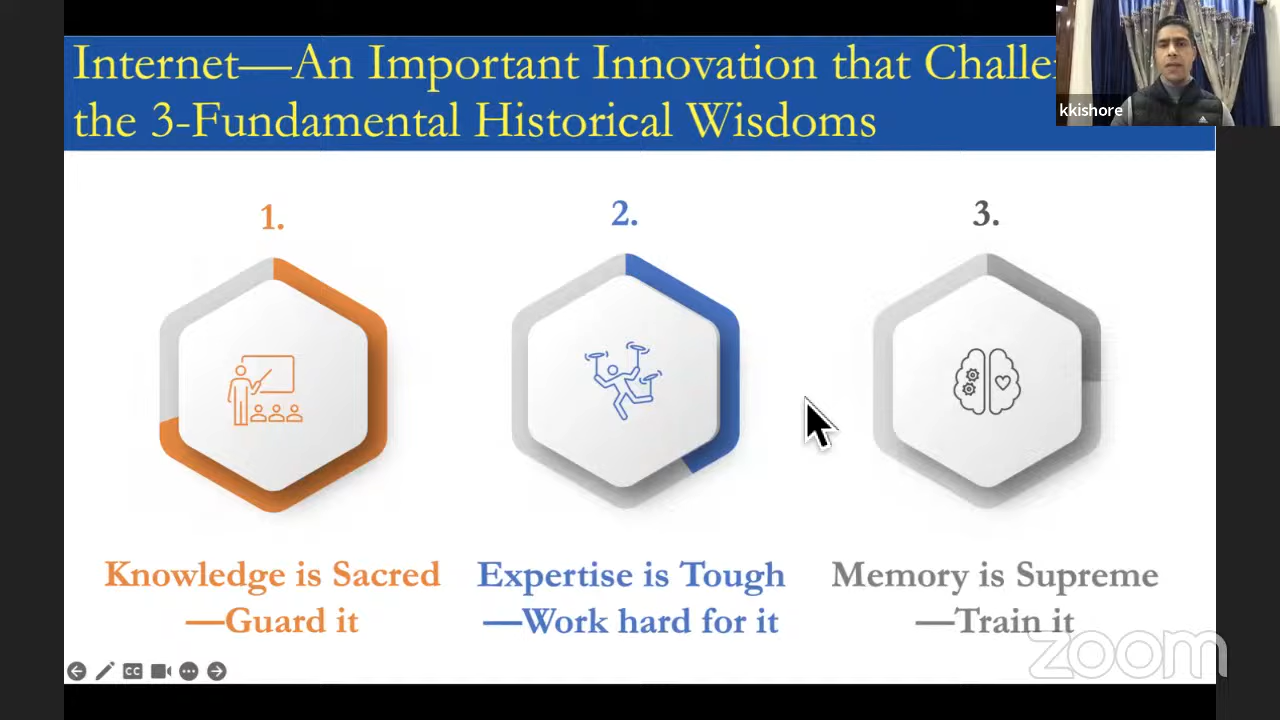 Internet—An Important Innovation that
the 3-Fundamental Historical Wisdoms
kkishore
1.
2.
3.
Knowledge is Sacred
—Guard it
Expertise is Tough
—Work hard for it
Memory is Supreme
—Train it
CC
zoom